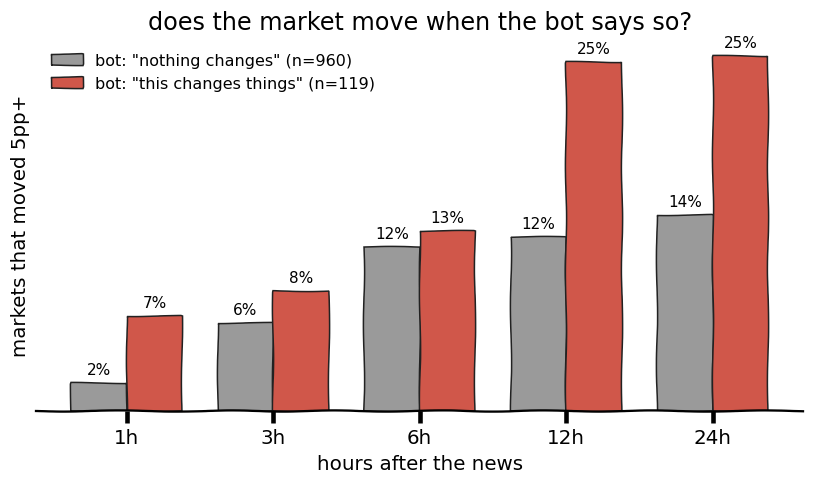 does the market move when the bot says so?
bot: "nothing changes" (n=960)
bot: "this changes things" (n=119)
markets that moved 5pp+
2%
7%
6%
8%
12%
13%
12%
25%
14%
25%
1h
3h
6h
12h
24h
hours after the news